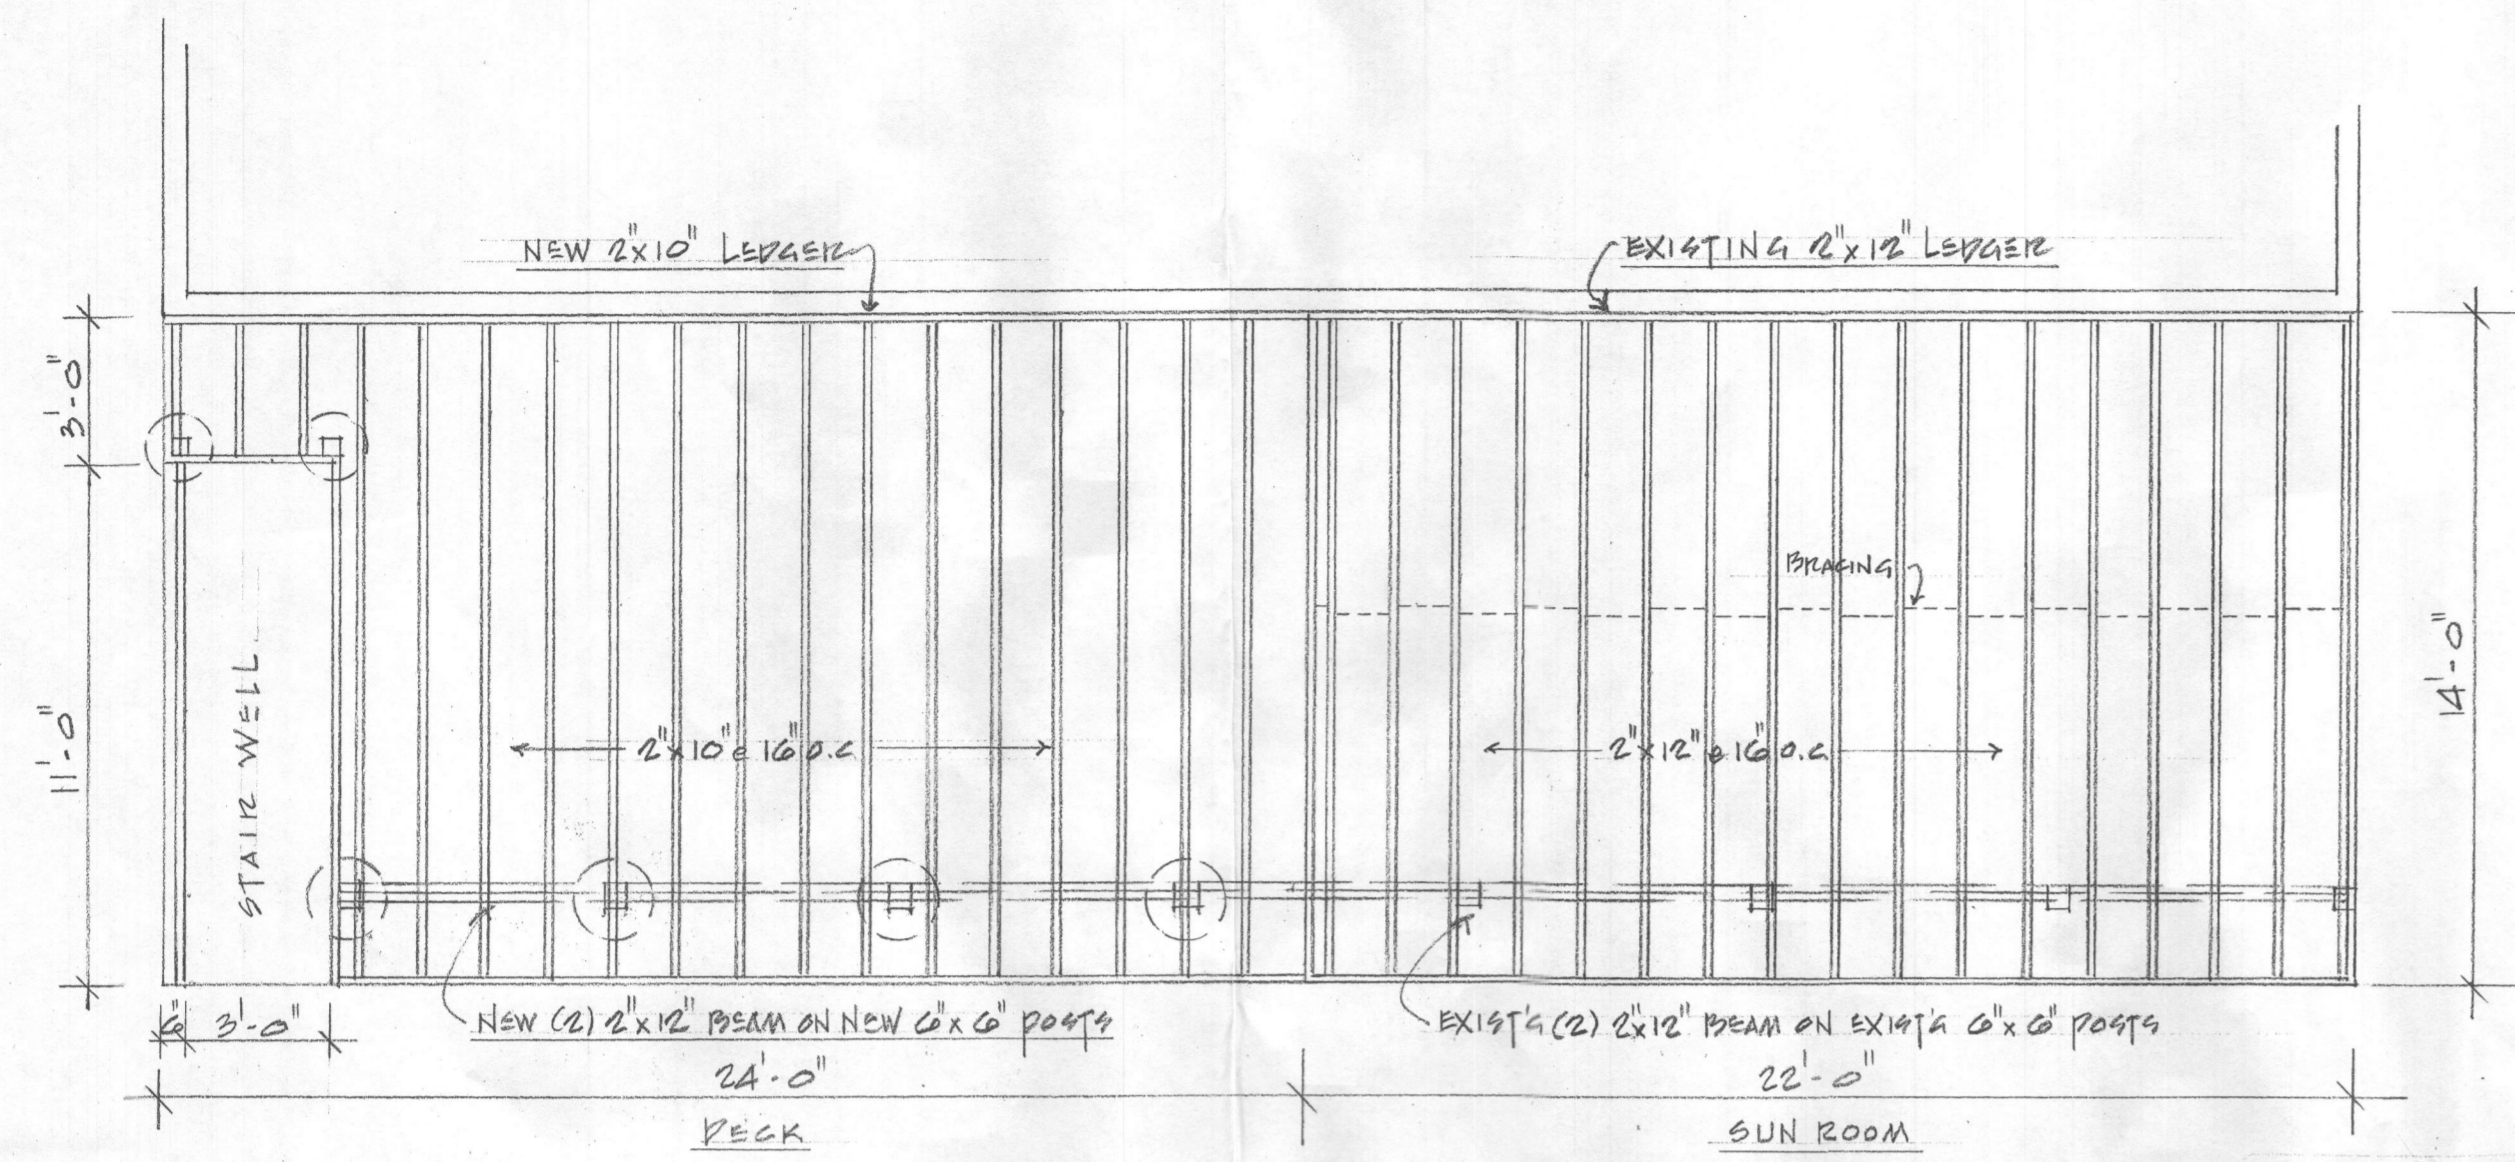 NEW 2"x10" LEDGER
EXISTING 2"x12" LEDGER
3'-0"
BRACING
11'-0"
STAIR WELL
14'-0"
2"x10" @ 16" O.C.
2"x12" @ 16" O.C.
6" 3'-0"
NEW (2) 2"x12" BEAM ON NEW 6"x6" POSTS
EXIST'G (2) 2"x12" BEAM ON EXIST'G 6"x6" POSTS
24'-0"
22'-0"
DECK
SUN ROOM